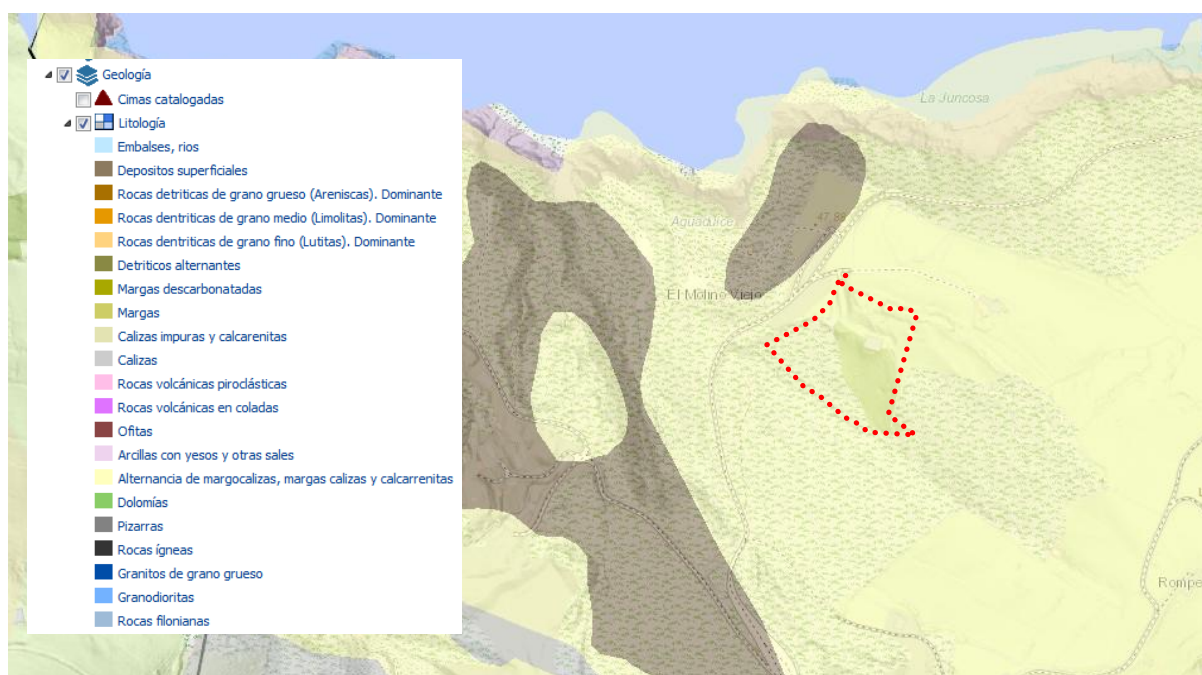 Geología
Cimas catalogadas
Litología
Embalses, rios
Depositos superficiales
Rocas detriticas de grano grueso (Areniscas). Dominante
Rocas dentriticas de grano medio (Limolitas). Dominante
Rocas dentriticas de grano fino (Lutitas). Dominante
Detriticos alternantes
Margas descarbonatadas
Margas
Calizas impuras y calcarenitas
Calizas
Rocas volcánicas piroclásticas
Rocas volcánicas en coladas
Ofitas
Arcillas con yesos y otras sales
Alternancia de margocalizas, margas calizas y calcarrenitas
Dolomías
Pizarras
Rocas ígneas
Granitos de grano grueso
Granodioritas
Rocas filonianas
La Juncosa
Aguadulce
El Molino Viejo
Rompe